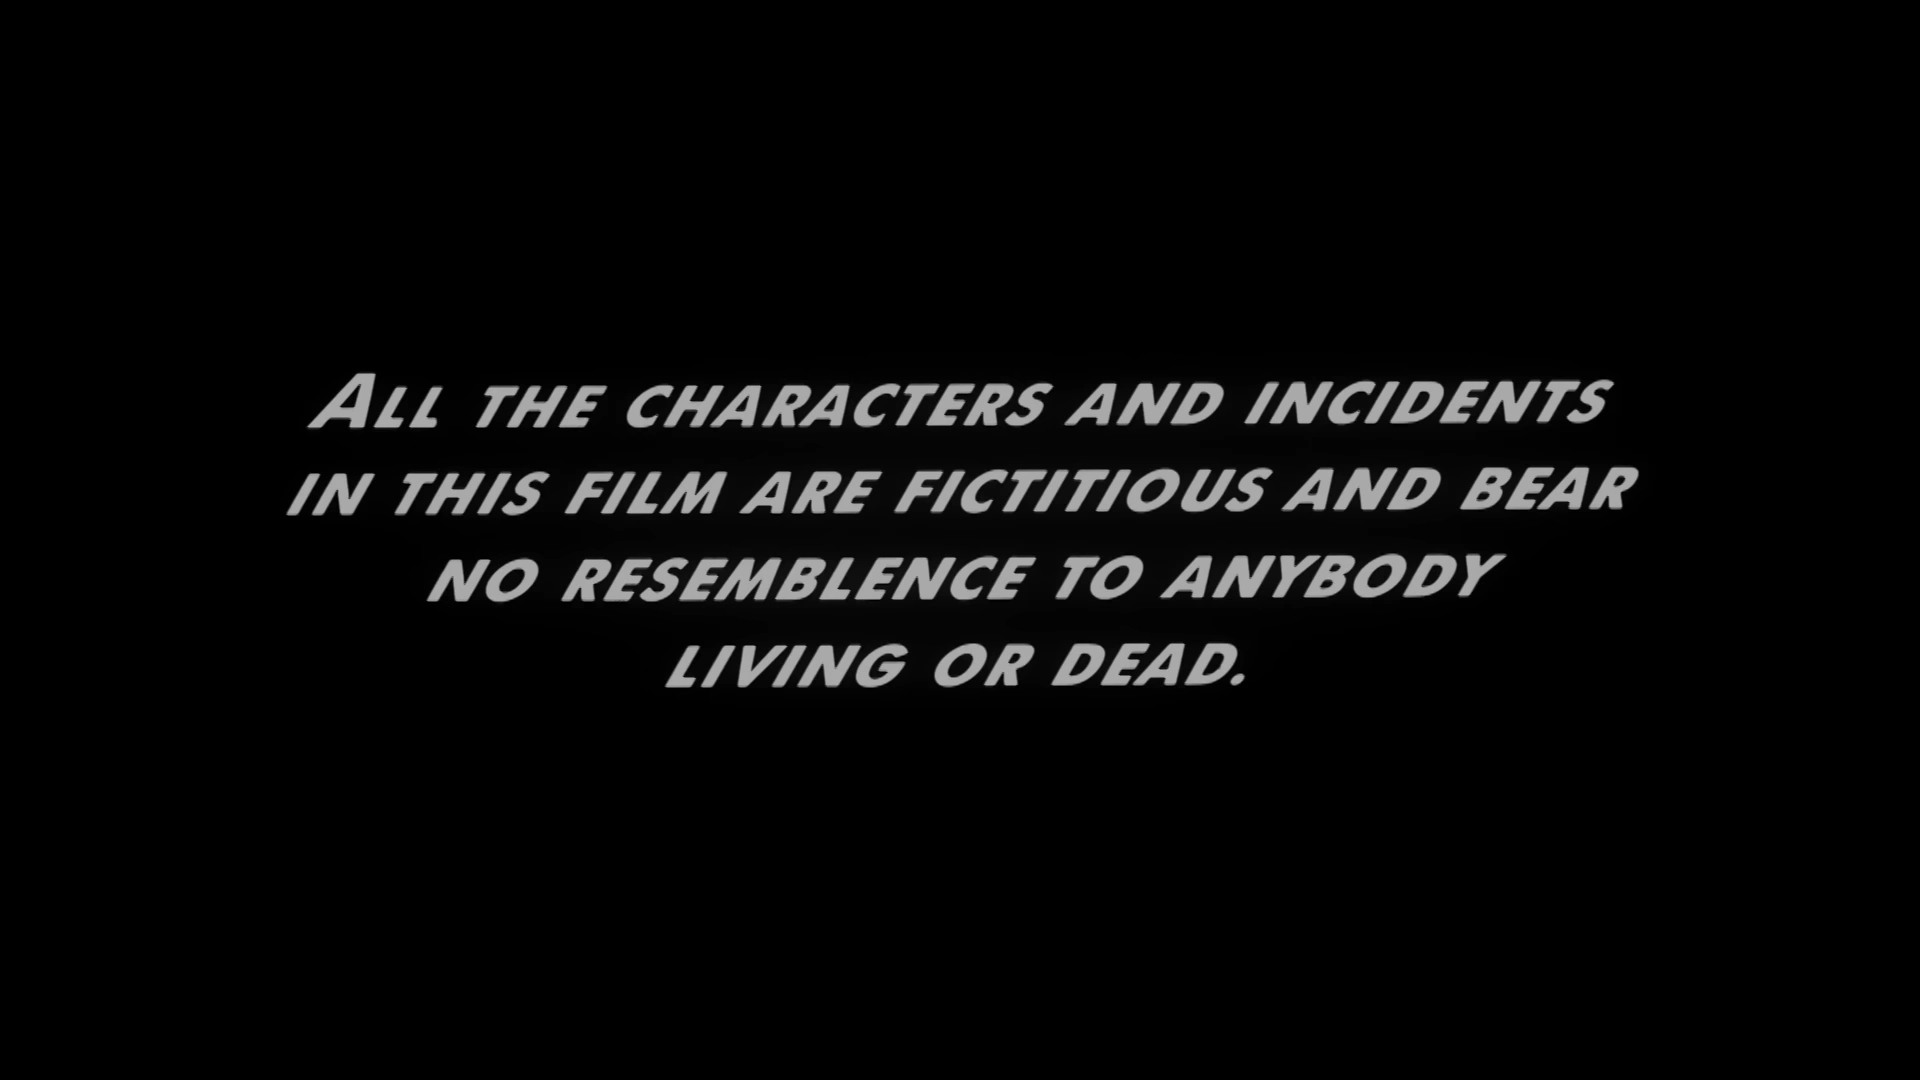 ALL THE CHARACTERS AND INCIDENTS
IN THIS FILM ARE FICTITIOUS AND BEAR
NO RESEMBLENCE TO ANYBODY
LIVING OR DEAD.